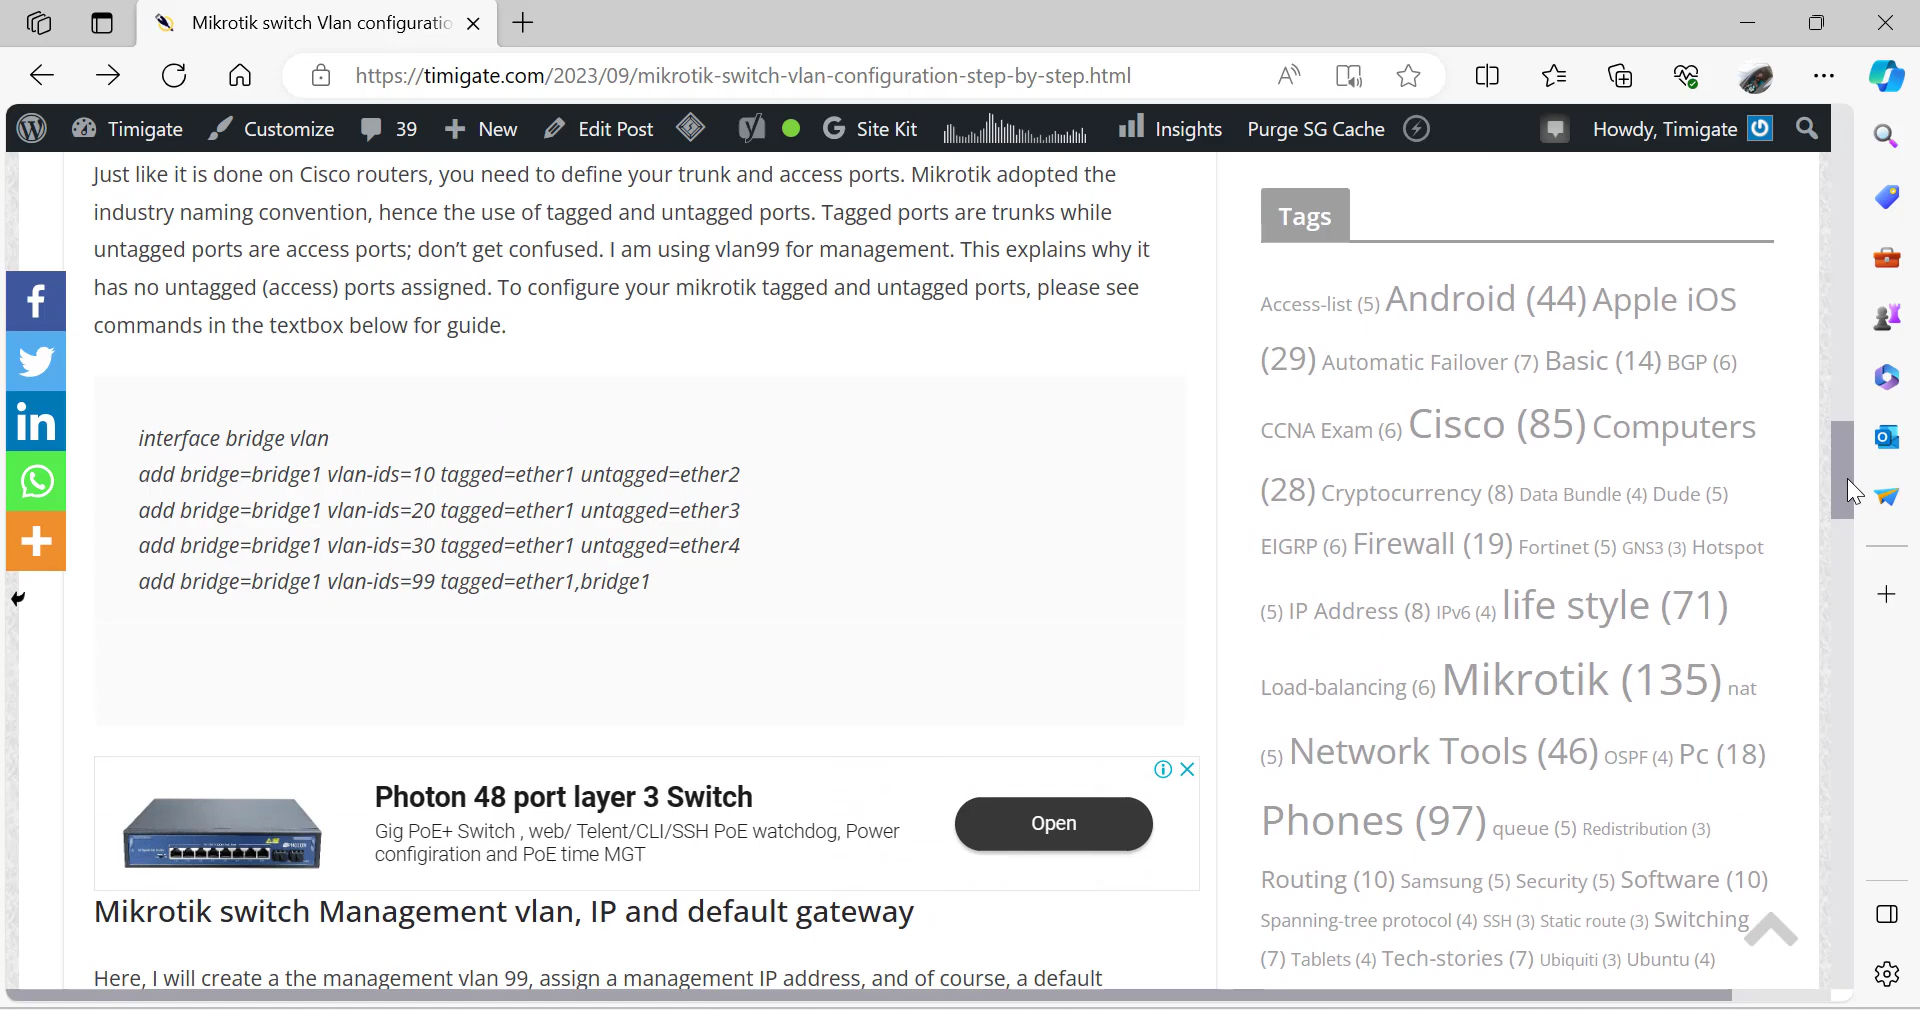 Mikrotik switch Vlan configuratio
https://timigate.com/2023/09/mikrotik-switch-vlan-configuration-step-by-step.html
Timigate Customize 39 New Edit Post Site Kit Insights Purge SG Cache Howdy, Timigate
Just like it is done on Cisco routers, you need to define your trunk and access ports. Mikrotik adopted the
industry naming convention, hence the use of tagged and untagged ports. Tagged ports are trunks while
untagged ports are access ports; don't get confused. I am using vlan99 for management. This explains why it
has no untagged (access) ports assigned. To configure your mikrotik tagged and untagged ports, please see
commands in the textbox below for guide.
interface bridge vlan
add bridge=bridge1 vlan-ids=10 tagged=ether1 untagged=ether2
add bridge=bridge1 vlan-ids=20 tagged=ether1 untagged=ether3
add bridge=bridge1 vlan-ids=30 tagged=ether1 untagged=ether4
add bridge=bridge1 vlan-ids=99 tagged=ether1,bridge1
Photon 48 port layer 3 Switch
Gig PoE+ Switch , web/ Telent/CLI/SSH PoE watchdog, Power
configiration and PoE time MGT
Open
Mikrotik switch Management vlan, IP and default gateway
Here, I will create a the management vlan 99, assign a management IP address, and of course, a default
Tags
Access-list (5) Android (44) Apple iOS
(29) Automatic Failover (7) Basic (14) BGP (6)
CCNA Exam (6) Cisco (85) Computers
(28) Cryptocurrency (8) Data Bundle (4) Dude (5)
EIGRP (6) Firewall (19) Fortinet (5) GNS3 (3) Hotspot
(5) IP Address (8) IPv6 (4) life style (71)
Load-balancing (6) Mikrotik (135) nat
(5) Network Tools (46) OSPF (4) Pc (18)
Phones (97) queue (5) Redistribution (3)
Routing (10) Samsung (5) Security (5) Software (10)
Spanning-tree protocol (4) SSH (3) Static route (3) Switching
(7) Tablets (4) Tech-stories (7) Ubiquiti (3) Ubuntu (4)